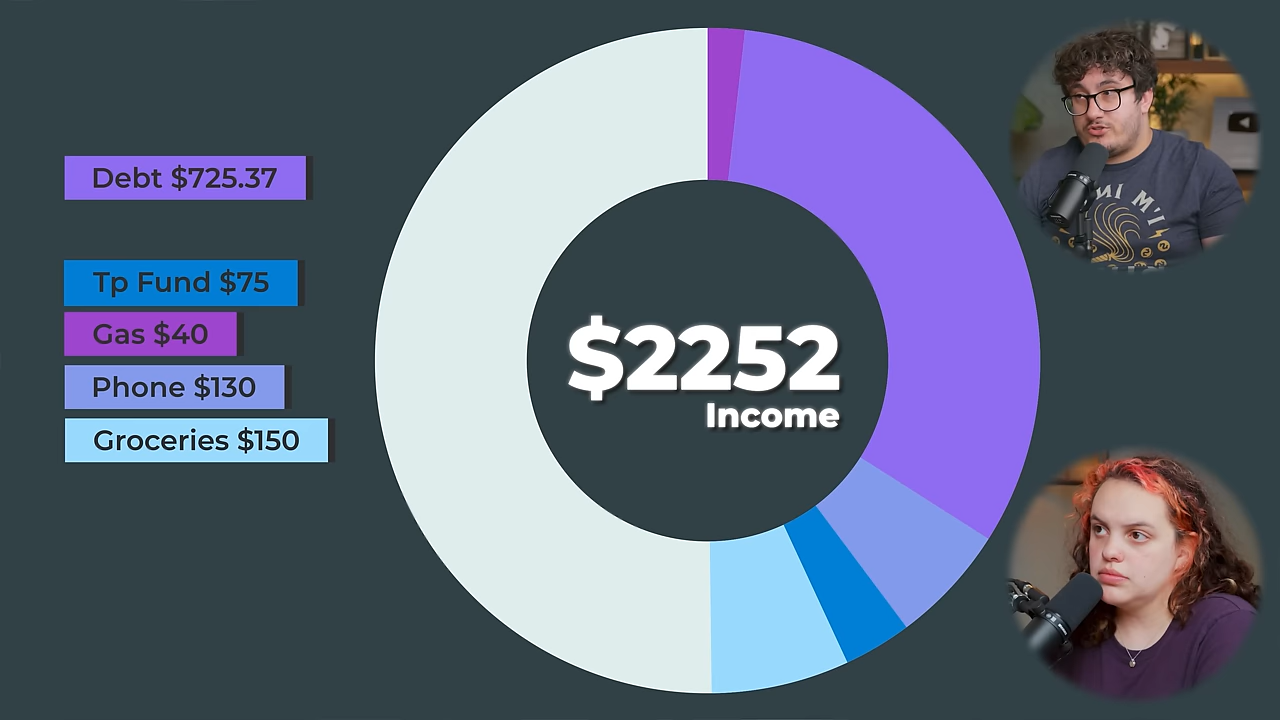 Debt $725.37
Tp Fund $75
Gas $40
Phone $130
Groceries $150
$2252
Income